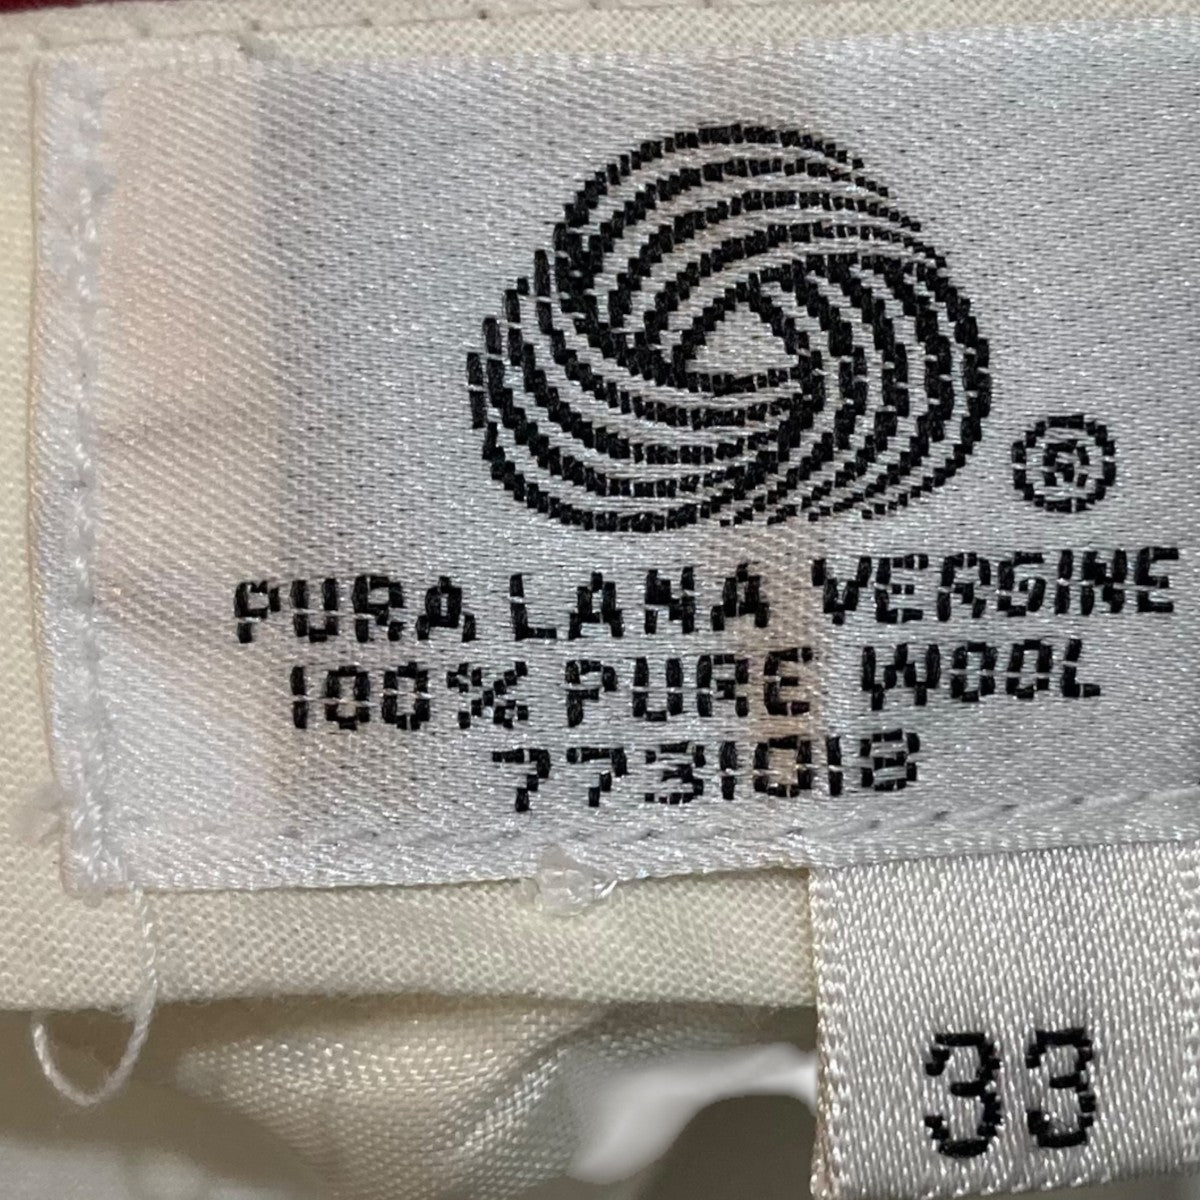 ®
PURA LANA VERGINE
100% PURE WOOL
7731018
33